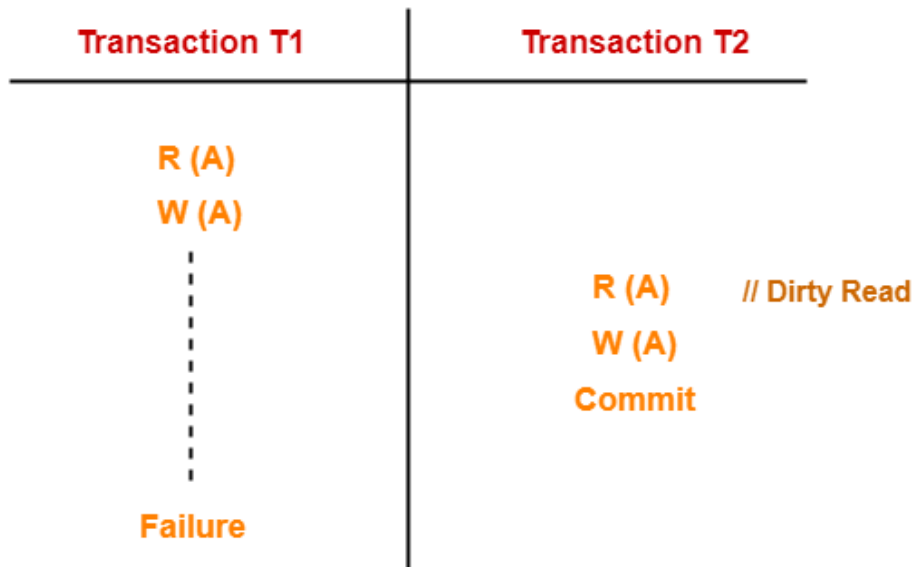 Transaction T1 Transaction T2
R (A)
W (A)
R (A) // Dirty Read
W (A)
Commit
Failure